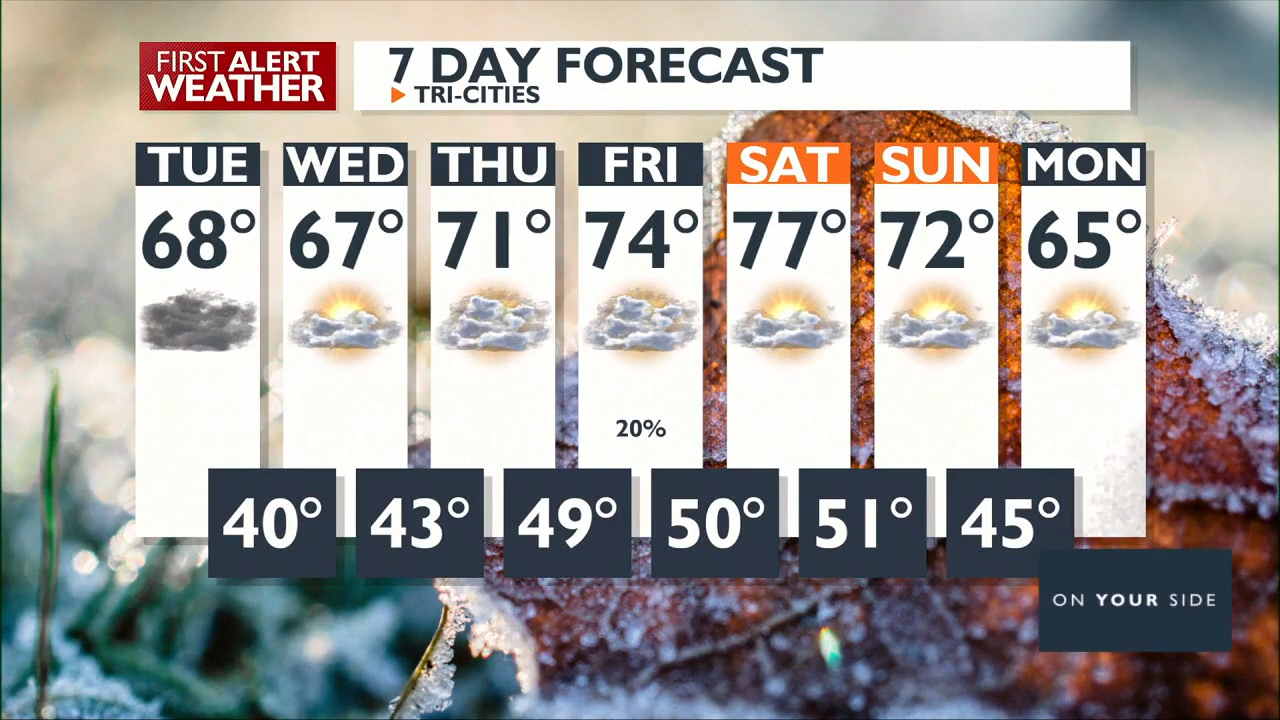 FIRST ALERT
WEATHER
7 DAY FORECAST
TRI-CITIES
TUE WED THU FRI SAT SUN MON
68° 67° 71° 74° 77° 72° 65°
20%
40° 43° 49° 50° 51° 45°
ON YOUR SIDE